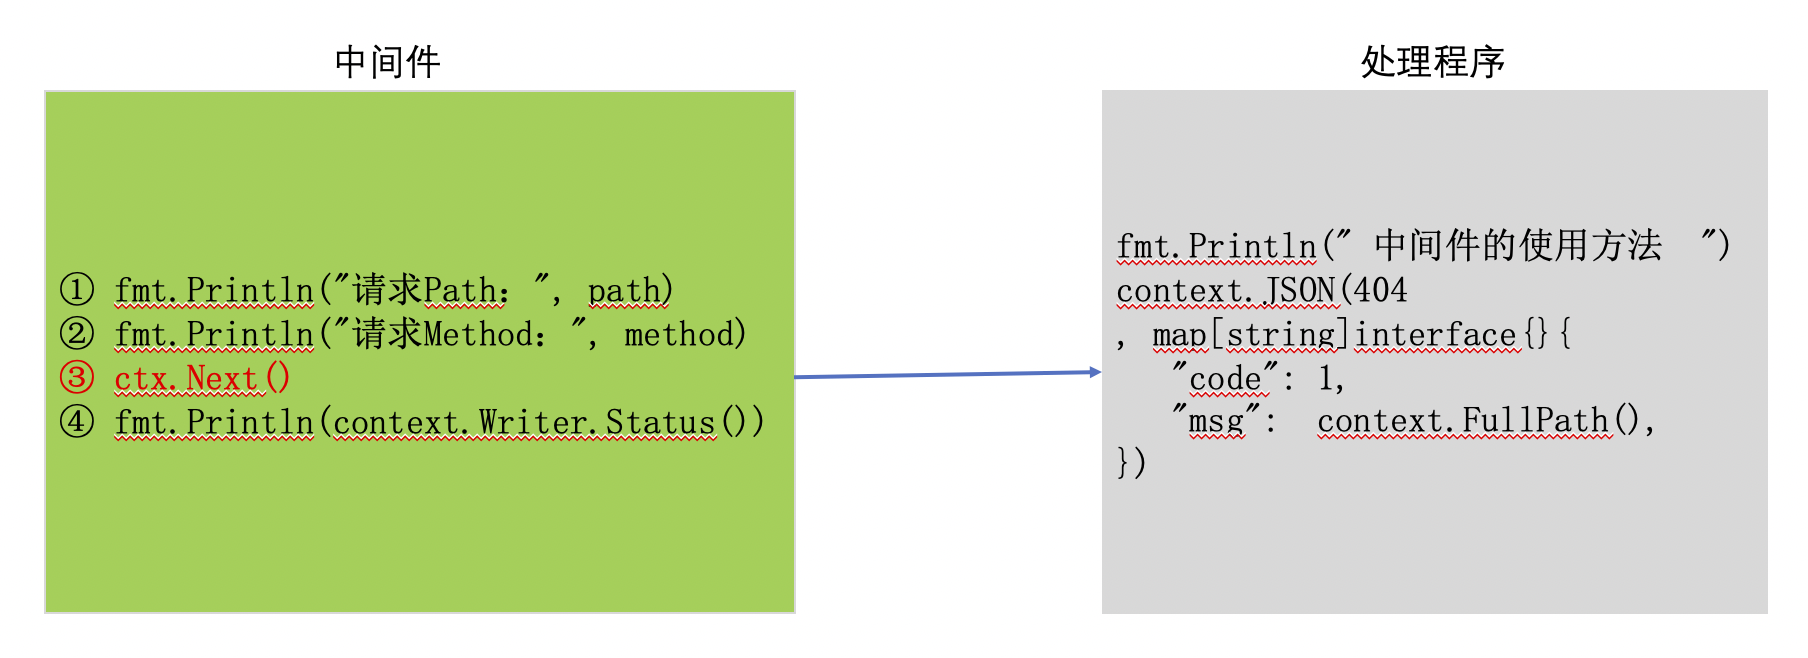 中间件
① fmt.Println("请求Path：", path)
② fmt.Println("请求Method：", method)
③ ctx.Next()
④ fmt.Println(context.Writer.Status())
处理程序
fmt.Println(" 中间件的使用方法  ")
context.JSON(404
, map[string]interface{}{
   "code": 1,
   "msg":  context.FullPath(),
})